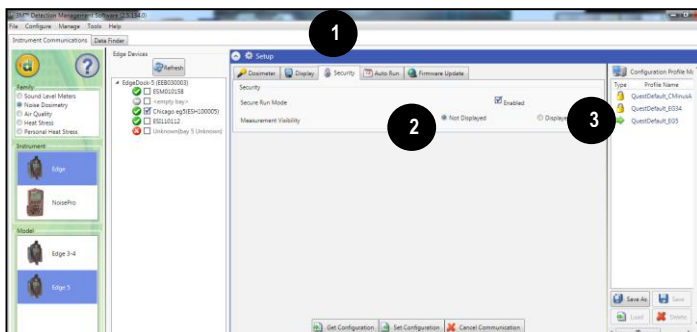 3M™ Detection Management Software (2.5.154.0)
File Configure Manage Tools Help
Instrument Communications Data Finder
1
d ?
Family
Sound Level Meters
Noise Dosimetry
Air Quality
Heat Stress
Personal Heat Stress
Instrument
Edge
NoisePro
Model
Edge 3-4
Edge 5
Edge Devices
Refresh
EdgeDock-5 (EEB030003)
ESM010158
<empty bay>
Chicago eg5(ESH100005)
ESI110112
Unknown(bay 5 Unknown)
Setup
Dosimeter Display Security Auto Run Firmware Update
Security
Secure Run Mode Enabled
Measurement Visibility Not Displayed Displaye
2
3
Get Configuration Set Configuration Cancel Communication
Configuration Profile M
Type Profile Name
QuestDefault_CMinusA
QuestDefault_EG34
QuestDefault_EG5
Save As Save
Load Delete